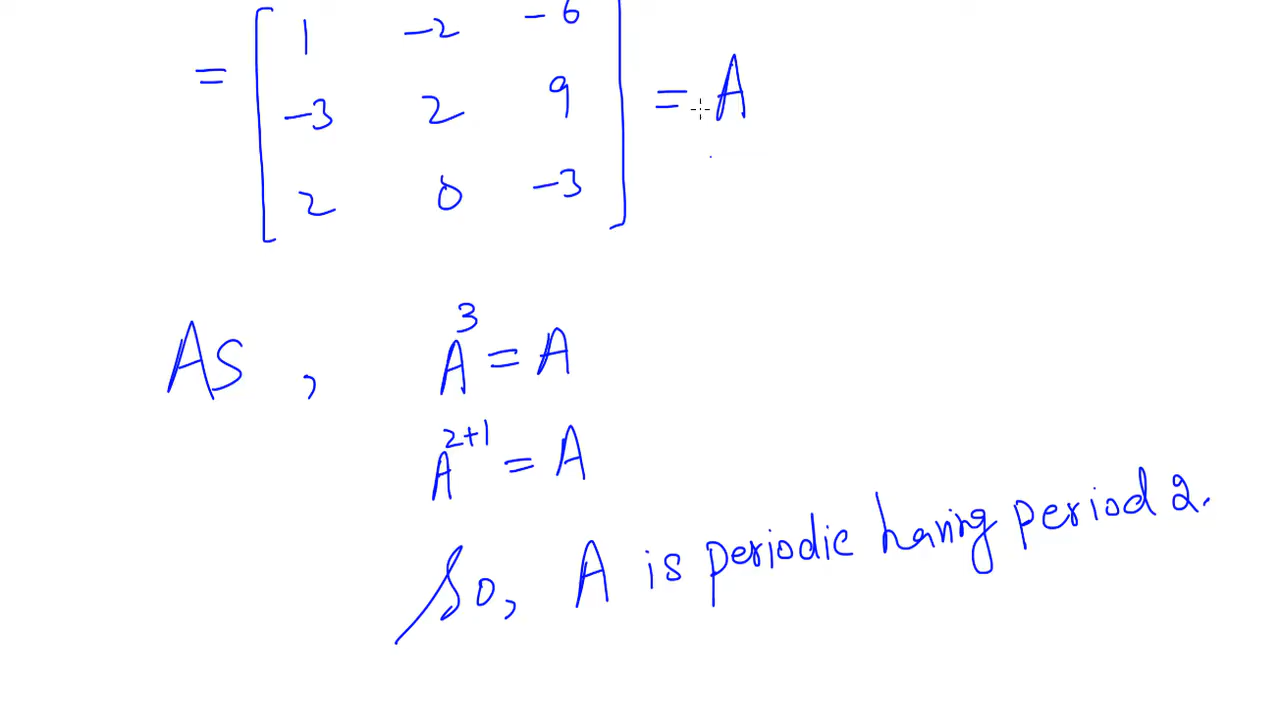 1 -2 -6
= -3 2 9 = A
2 0 -3
As, A³ = A
A²⁺¹ = A
So, A is periodic having period 2.